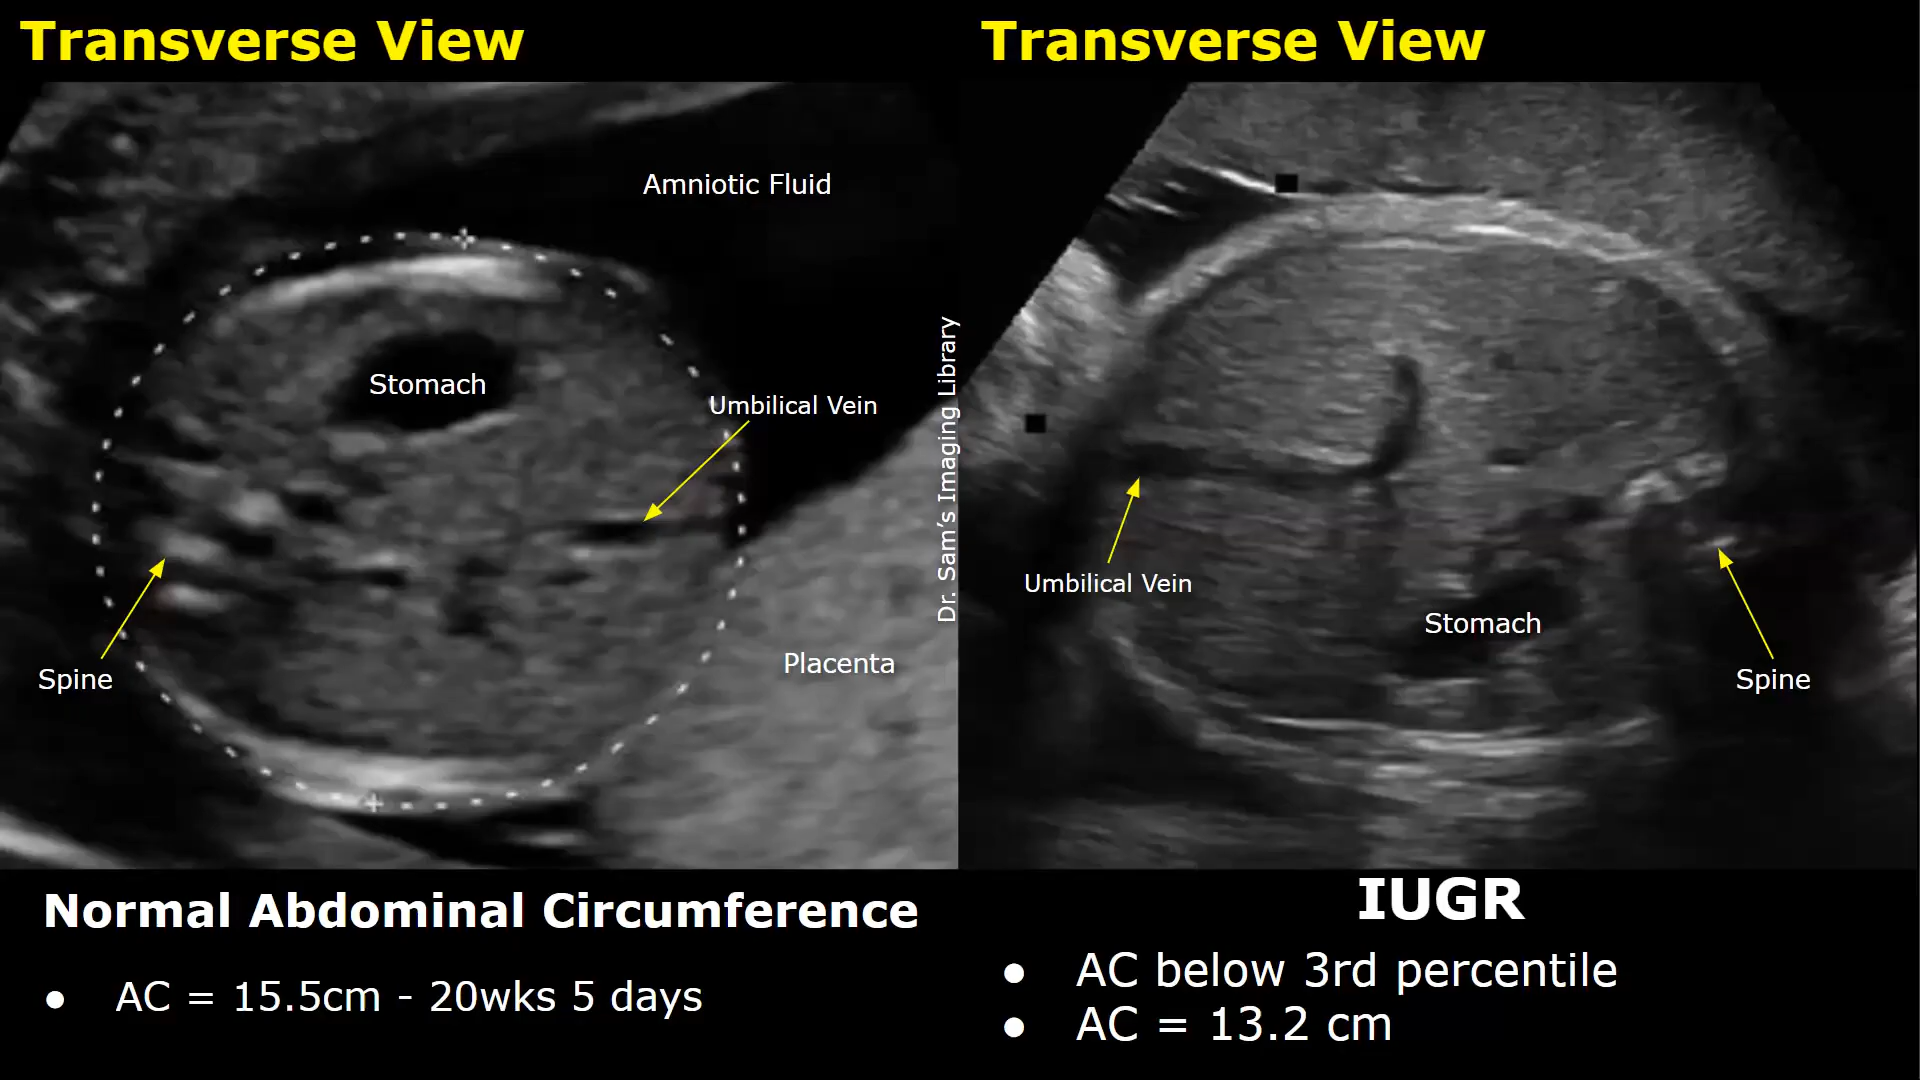 Transverse View
Amniotic Fluid
Stomach
Umbilical Vein
Spine
Placenta
Normal Abdominal Circumference
● AC = 15.5cm - 20wks 5 days
Dr. Sam's Imaging Library
Transverse View
Umbilical Vein
Stomach
Spine
IUGR
● AC below 3rd percentile
● AC = 13.2 cm